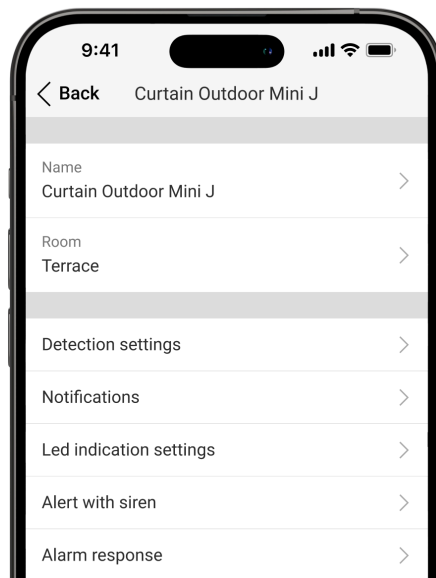 9:41
Back Curtain Outdoor Mini J
Name
Curtain Outdoor Mini J
Room
Terrace
Detection settings
Notifications
Led indication settings
Alert with siren
Alarm response